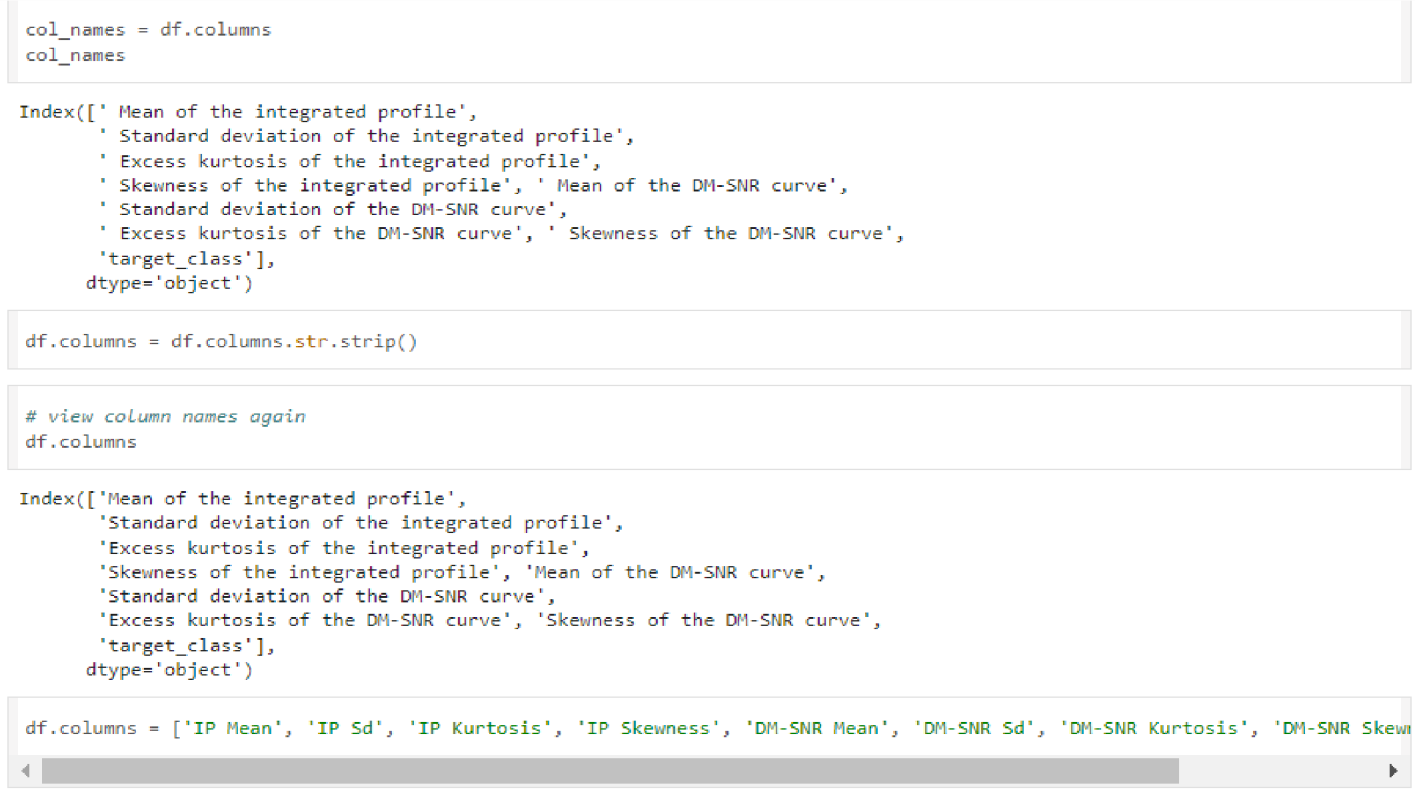 col_names = df.columns
col_names
Index([' Mean of the integrated profile',
' Standard deviation of the integrated profile',
' Excess kurtosis of the integrated profile',
' Skewness of the integrated profile', ' Mean of the DM-SNR curve',
' Standard deviation of the DM-SNR curve',
' Excess kurtosis of the DM-SNR curve', ' Skewness of the DM-SNR curve',
'target_class'],
dtype='object')
df.columns = df.columns.str.strip()
# view column names again
df.columns
Index(['Mean of the integrated profile',
'Standard deviation of the integrated profile',
'Excess kurtosis of the integrated profile',
'Skewness of the integrated profile', 'Mean of the DM-SNR curve',
'Standard deviation of the DM-SNR curve',
'Excess kurtosis of the DM-SNR curve', 'Skewness of the DM-SNR curve',
'target_class'],
dtype='object')
df.columns = ['IP Mean', 'IP Sd', 'IP Kurtosis', 'IP Skewness', 'DM-SNR Mean', 'DM-SNR Sd', 'DM-SNR Kurtosis', 'DM-SNR